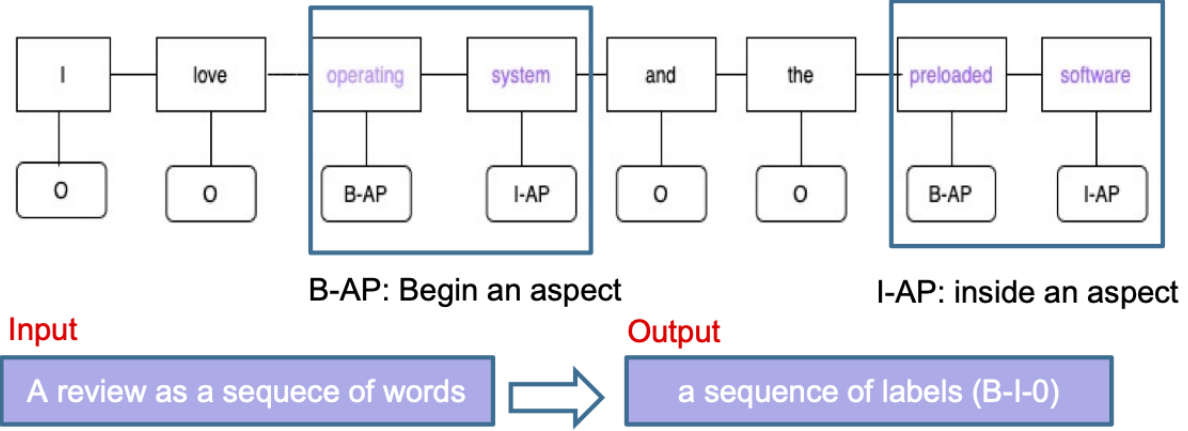 I love operating system and the preloaded software
O O B-AP I-AP O O B-AP I-AP
B-AP: Begin an aspect I-AP: inside an aspect
Input Output
A review as a sequece of words a sequence of labels (B-I-0)